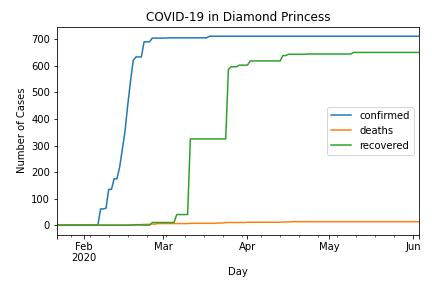 COVID-19 in Diamond Princess
Number of Cases
700
600
500
400
300
200
100
0
confirmed
deaths
recovered
Feb
2020
Mar
Apr
May
Jun
Day